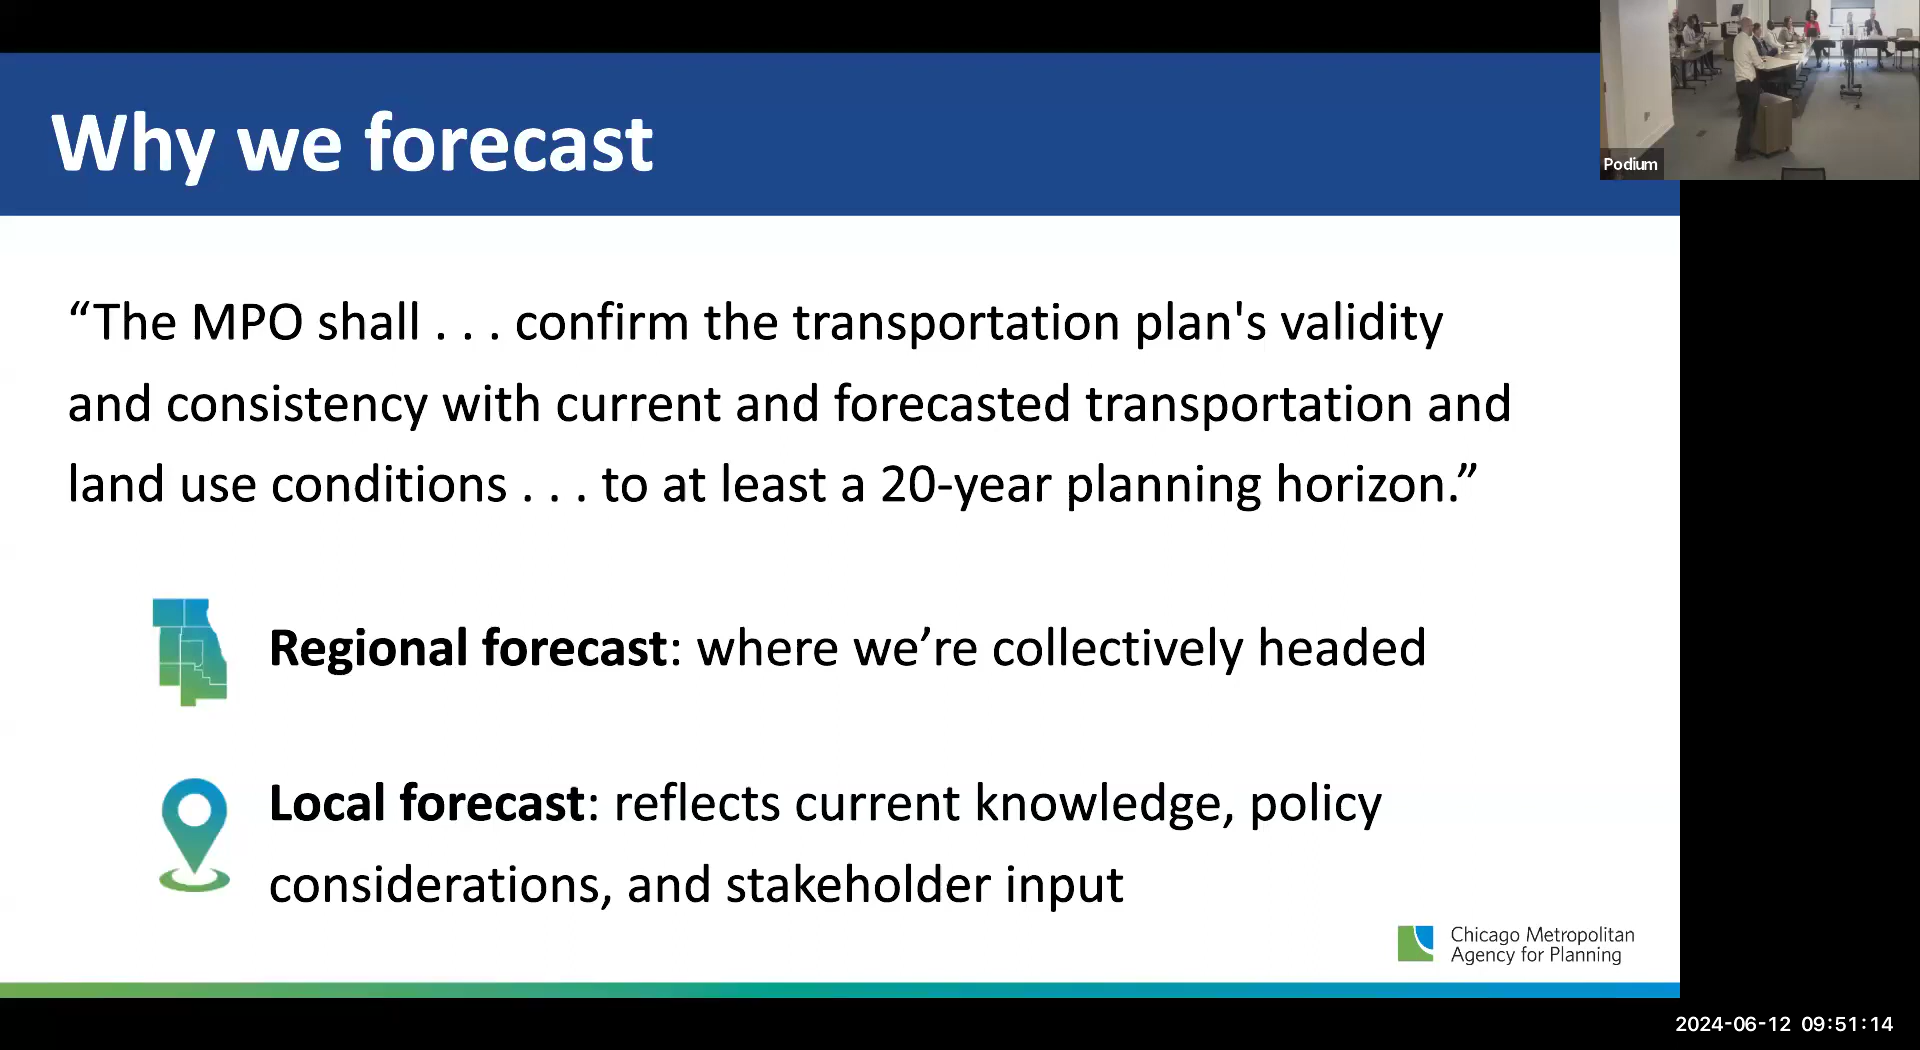 Why we forecast
Podium
“The MPO shall . . . confirm the transportation plan's validity
and consistency with current and forecasted transportation and
land use conditions . . . to at least a 20-year planning horizon.”
Regional forecast: where we’re collectively headed
Local forecast: reflects current knowledge, policy
considerations, and stakeholder input
Chicago Metropolitan
Agency for Planning
2024-06-12 09:51:14